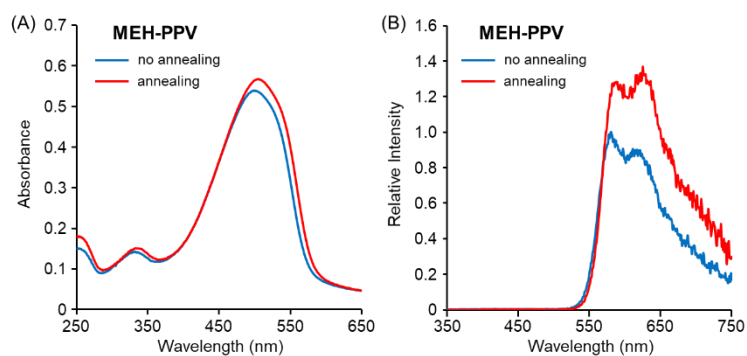 (A)
MEH-PPV
no annealing
annealing
Absorbance
0.7
0.6
0.5
0.4
0.3
0.2
0.1
0
250
350
450
550
650
Wavelength (nm)
(B)
MEH-PPV
no annealing
annealing
Relative Intensity
1.6
1.4
1.2
1.0
0.8
0.6
0.4
0.2
0
350
450
550
650
750
Wavelength (nm)